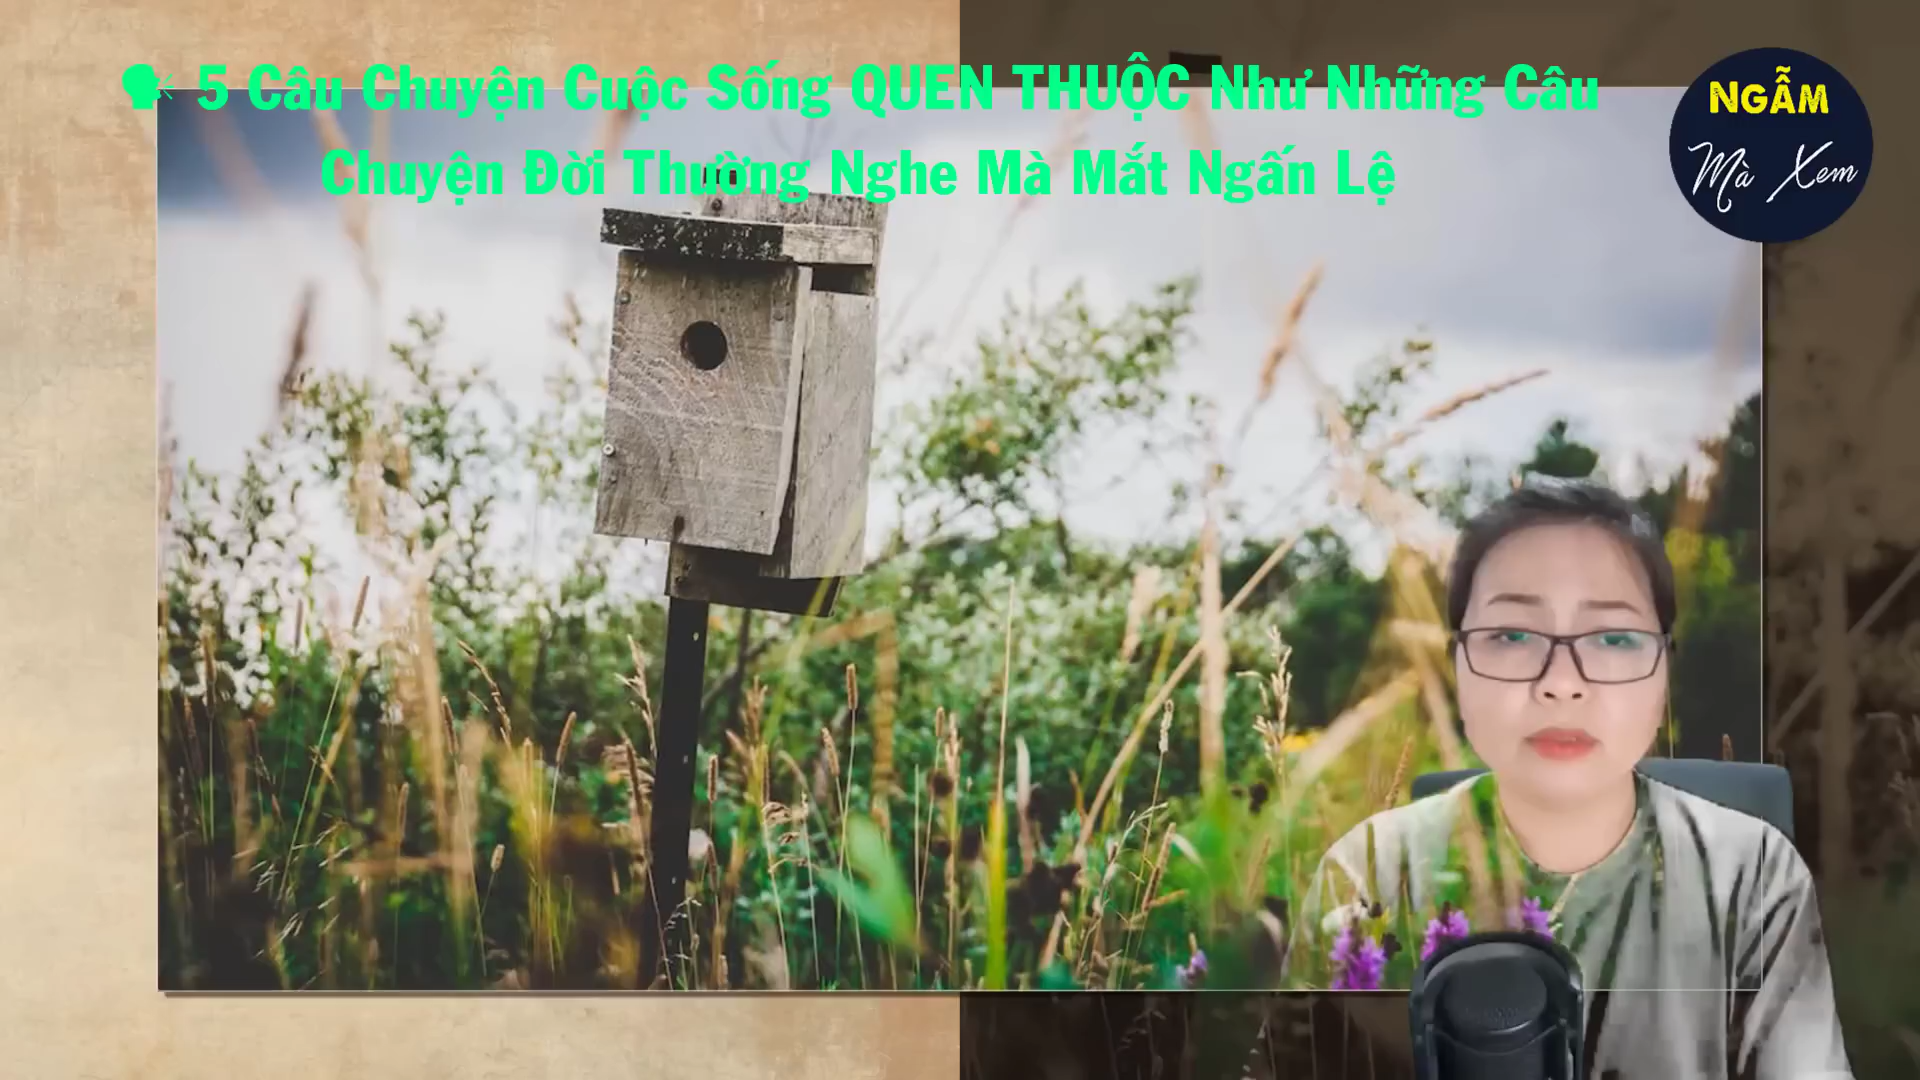 🗣 5 Câu Chuyện Cuộc Sống QUEN THUỘC Như Những Câu
Chuyện Đời Thường Nghe Mà Mắt Ngấn Lệ
NGẪM
Mà Xem